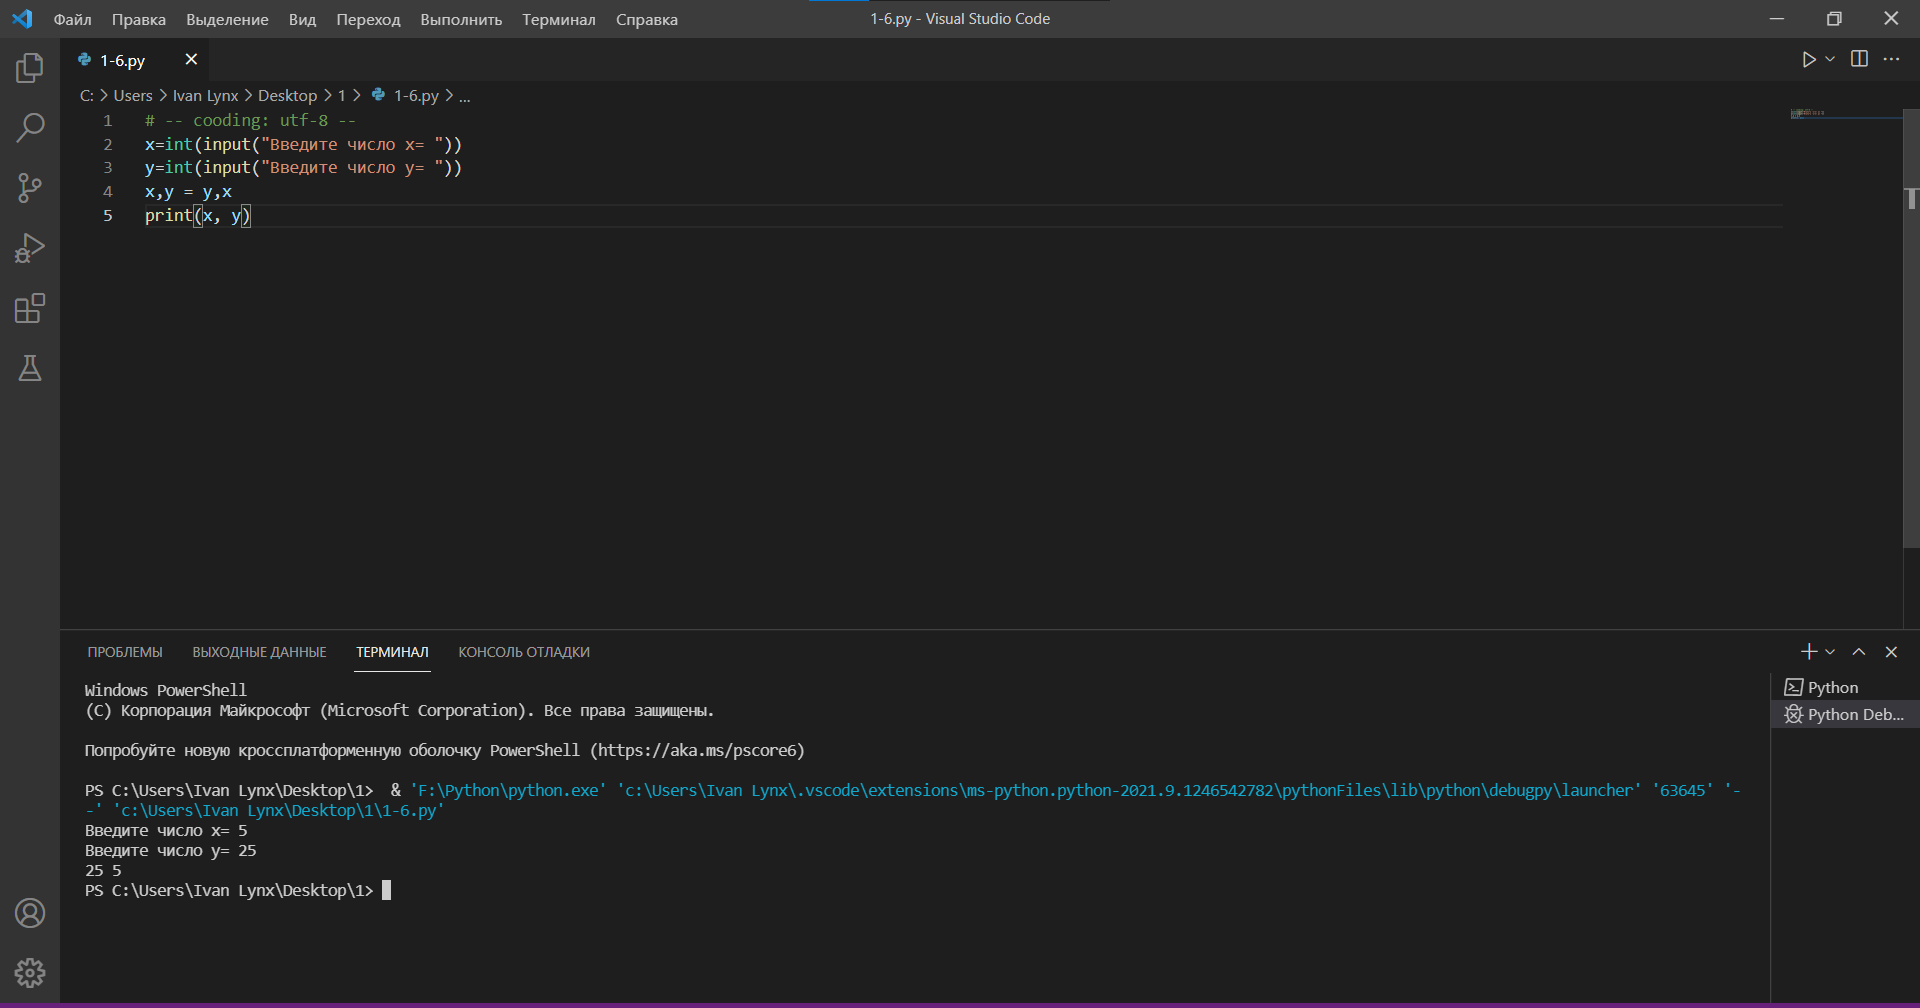 Файл Правка Выделение Вид Переход Выполнить Терминал Справка 1-6.py - Visual Studio Code
1-6.py
C: > Users > Ivan Lynx > Desktop > 1 > 1-6.py > ...
1 # -- cooding: utf-8 --
2 x=int(input("Введите число x= "))
3 y=int(input("Введите число y= "))
4 x,y = y,x
5 print(x, y)
ПРОБЛЕМЫ ВЫХОДНЫЕ ДАННЫЕ ТЕРМИНАЛ КОНСОЛЬ ОТЛАДКИ
Windows PowerShell
(C) Корпорация Майкрософт (Microsoft Corporation). Все права защищены.
Попробуйте новую кроссплатформенную оболочку PowerShell (https://aka.ms/pscore6)
PS C:\Users\Ivan Lynx\Desktop\1>  & 'F:\Python\python.exe' 'c:\Users\Ivan Lynx\.vscode\extensions\ms-python.python-2021.9.1246542782\pythonFiles\lib\python\debugpy\launcher' '63645' '-
-' 'c:\Users\Ivan Lynx\Desktop\1\1-6.py'
Введите число x= 5
Введите число y= 25
25 5
PS C:\Users\Ivan Lynx\Desktop\1>
Python
Python Deb...